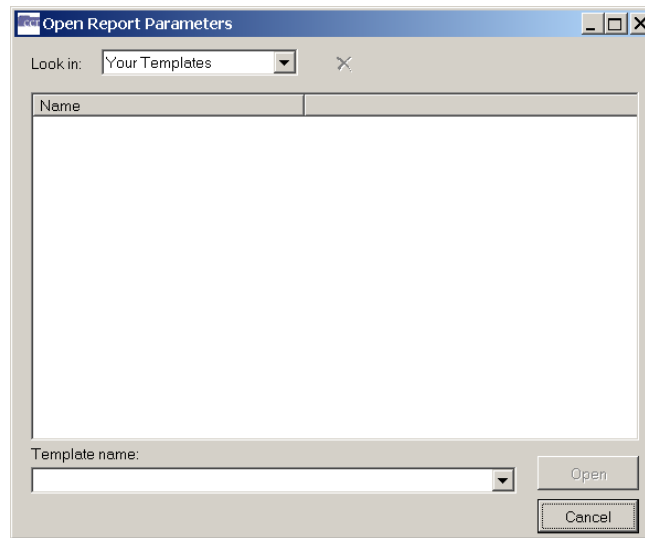 Open Report Parameters
Look in: Your Templates
Name
Template name:
Open
Cancel